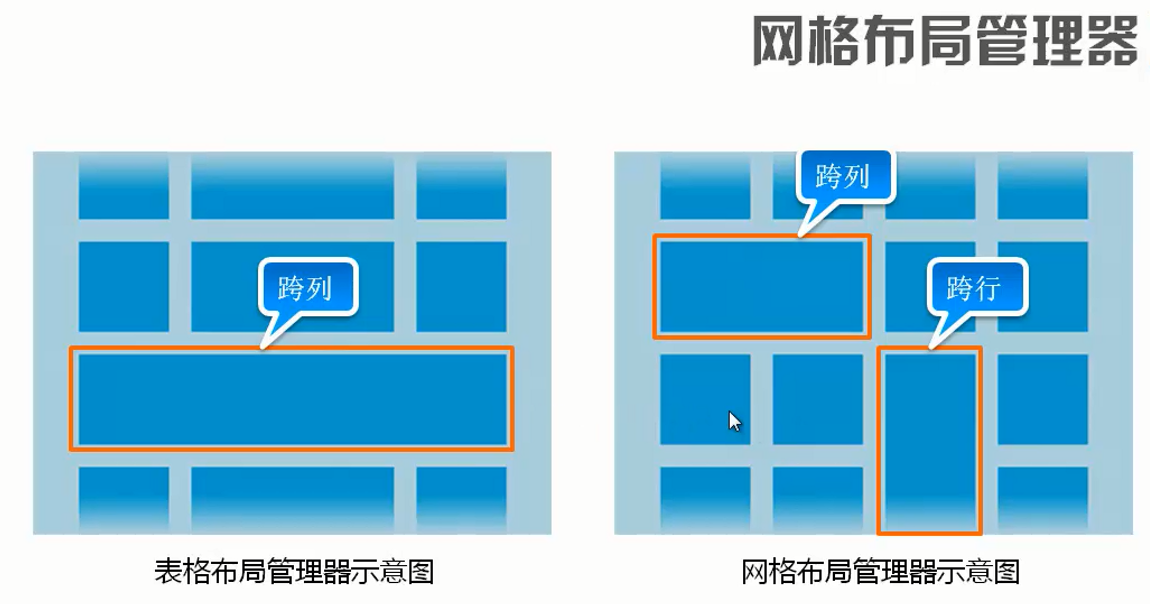 网格布局管理器
跨列
跨列
跨行
表格布局管理器示意图
网格布局管理器示意图